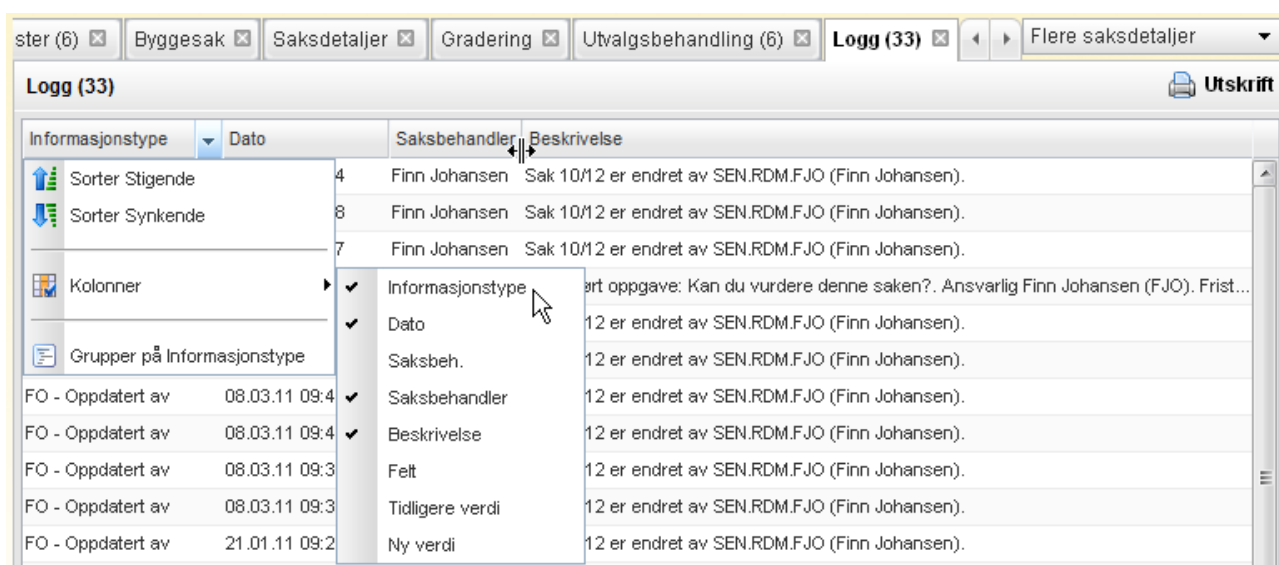 ster (6) Byggesak Saksdetaljer Gradering Utvalgsbehandling (6) Logg (33) Flere saksdetaljer
Logg (33) Utskrift
Informasjonstype Dato Saksbehandler Beskrivelse
Sorter Stigende 4 Finn Johansen Sak 10/12 er endret av SEN.RDM.FJO (Finn Johansen).
Sorter Synkende 8 Finn Johansen Sak 10/12 er endret av SEN.RDM.FJO (Finn Johansen).
7 Finn Johansen Sak 10/12 er endret av SEN.RDM.FJO (Finn Johansen).
Kolonner Informasjonstype ørt oppgave: Kan du vurdere denne saken?. Ansvarlig Finn Johansen (FJO). Frist...
Dato 12 er endret av SEN.RDM.FJO (Finn Johansen).
Grupper på Informasjonstype Saksbeh. 12 er endret av SEN.RDM.FJO (Finn Johansen).
FO - Oppdatert av 08.03.11 09:4 Saksbehandler 12 er endret av SEN.RDM.FJO (Finn Johansen).
FO - Oppdatert av 08.03.11 09:4 Beskrivelse 12 er endret av SEN.RDM.FJO (Finn Johansen).
FO - Oppdatert av 08.03.11 09:3 Felt 12 er endret av SEN.RDM.FJO (Finn Johansen).
FO - Oppdatert av 08.03.11 09:3 Tidligere verdi 12 er endret av SEN.RDM.FJO (Finn Johansen).
FO - Oppdatert av 21.01.11 09:2 Ny verdi 12 er endret av SEN.RDM.FJO (Finn Johansen).